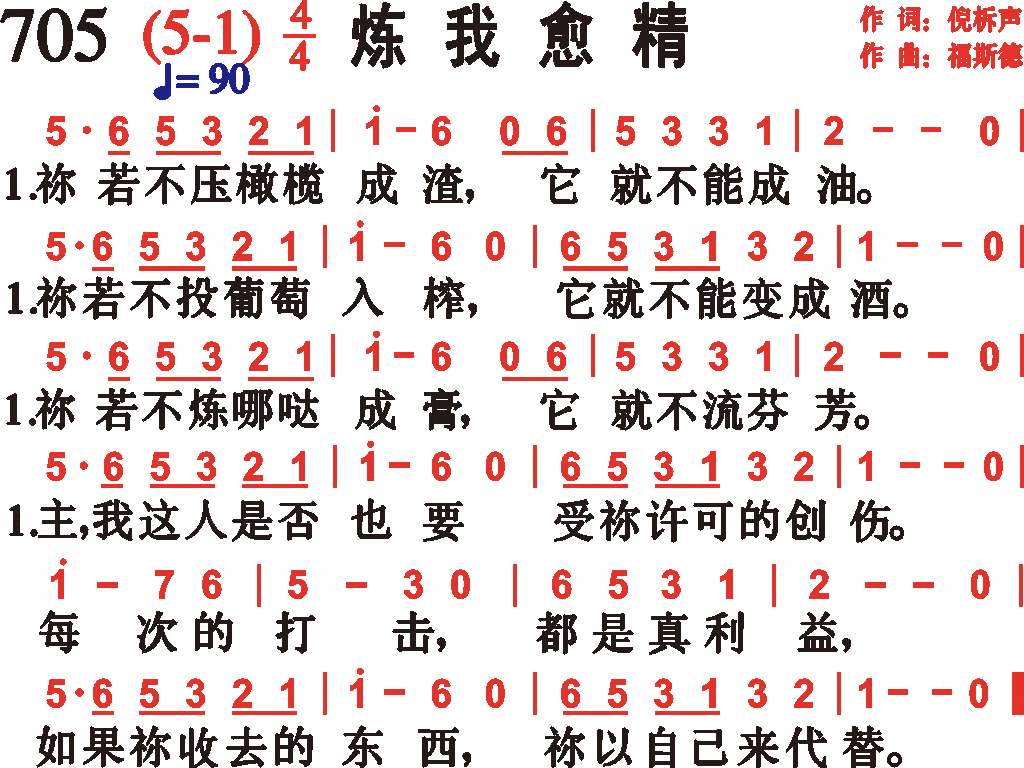 705 (5-1) 4/4 炼我愈精 作 词：倪柝声
♩= 90 作 曲：福斯德
5·6 5 3 2 1 | i－6 0 6 | 5 3 3 1 | 2 － － 0 |
1.祢 若不压橄榄 成 渣， 它 就不能成 油。
5·6 5 3 2 1 | i－ 6 0 | 6 5 3 1 3 2 | 1－ － 0 |
1.祢若不投葡萄 入 榨， 它就不能变成 酒。
5·6 5 3 2 1 | i－6 0 6 | 5 3 3 1 | 2 － － 0 |
1.祢 若不炼哪哒 成 膏， 它 就不流芬 芳。
5·6 5 3 2 1 | i－ 6 0 | 6 5 3 1 3 2 | 1－ － 0 |
1.主，我这人是否 也 要 受祢许可的创 伤。
i － 7 6 | 5 － 3 0 | 6 5 3 1 | 2 － － 0 |
每 次的 打 击， 都是真利 益，
5·6 5 3 2 1 | i－ 6 0 | 6 5 3 1 3 2 | 1－ －0
如果祢收去的 东 西， 祢以自己来代 替。